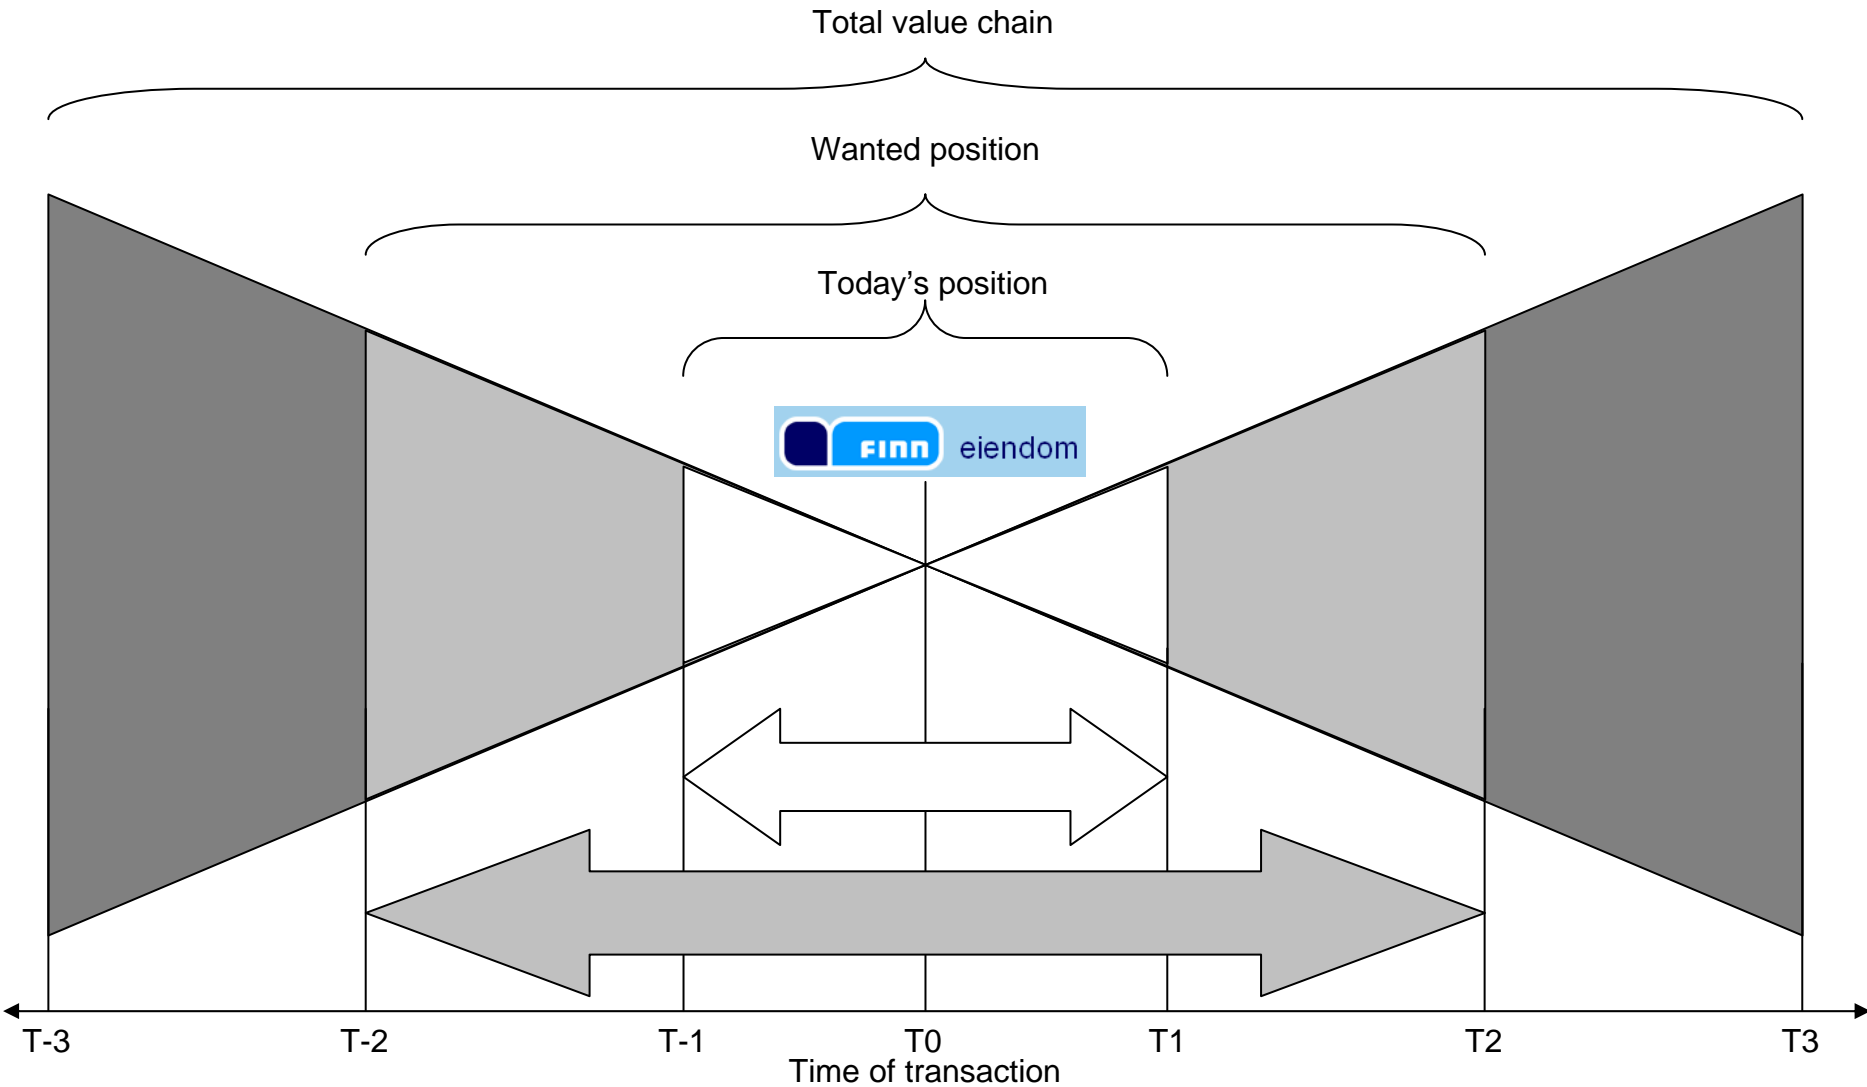 Total value chain
Wanted position
Today’s position
FINN eiendom
T-3 T-2 T-1 T0 T1 T2 T3
Time of transaction